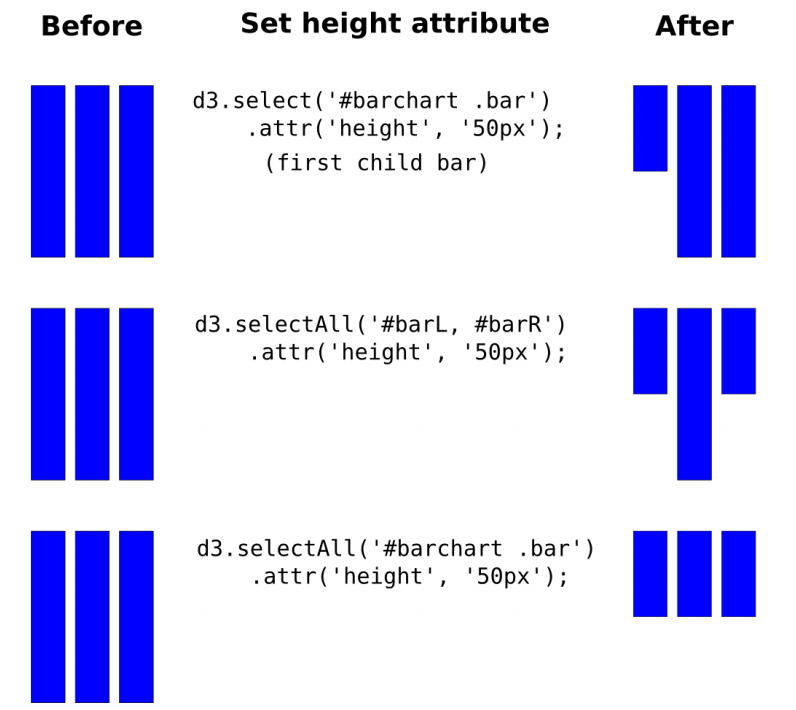 Before Set height attribute After
d3.select('#barchart .bar')
.attr('height', '50px');
(first child bar)
d3.selectAll('#barL, #barR')
.attr('height', '50px');
d3.selectAll('#barchart .bar')
.attr('height', '50px');